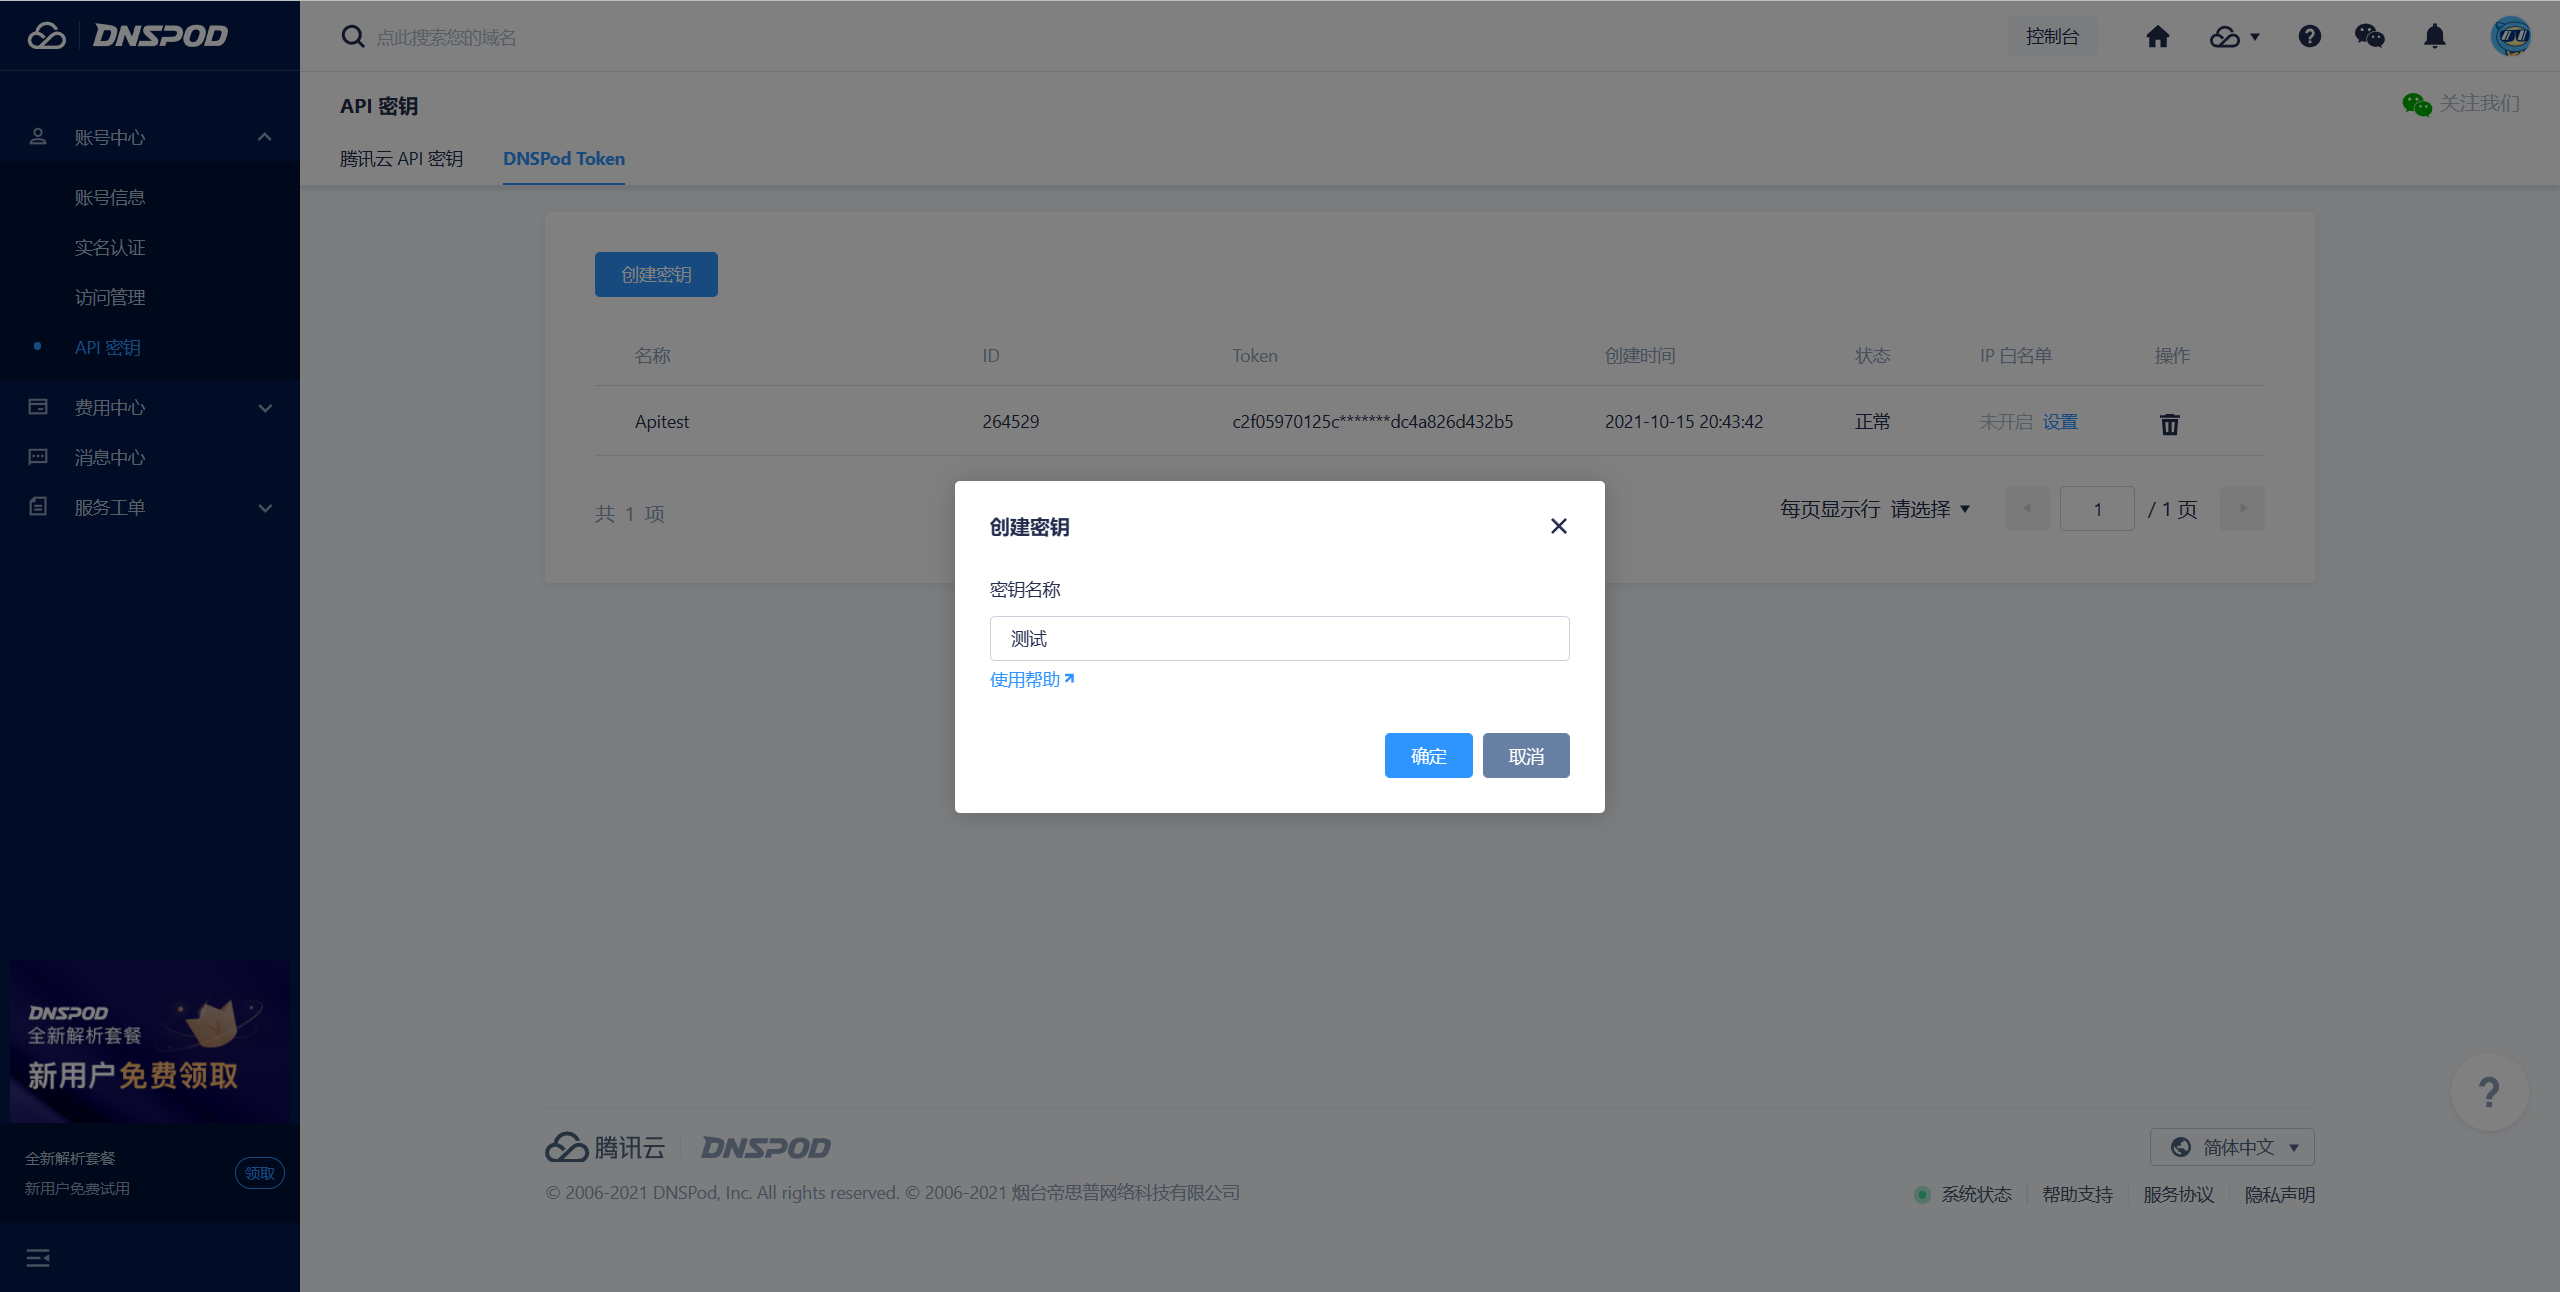 DNSPOD
点此搜索您的域名
控制台
账号中心
账号信息
实名认证
访问管理
API 密钥
费用中心
消息中心
服务工单
DNSPOD
全新解析套餐
新用户免费领取
全新解析套餐
新用户免费试用
领取
API 密钥
关注我们
腾讯云 API 密钥
DNSPod Token
创建密钥
名称 ID Token 创建时间 状态 IP 白名单 操作
Apitest 264529 c2f05970125c*******dc4a826d432b5 2021-10-15 20:43:42 正常 未开启 设置
共 1 项
每页显示行 请选择 1 / 1 页
创建密钥
密钥名称
测试
使用帮助
确定
取消
?
腾讯云 DNSPOD
简体中文
© 2006-2021 DNSPod, Inc. All rights reserved. © 2006-2021 烟台帝思普网络科技有限公司
系统状态 帮助支持 服务协议 隐私声明